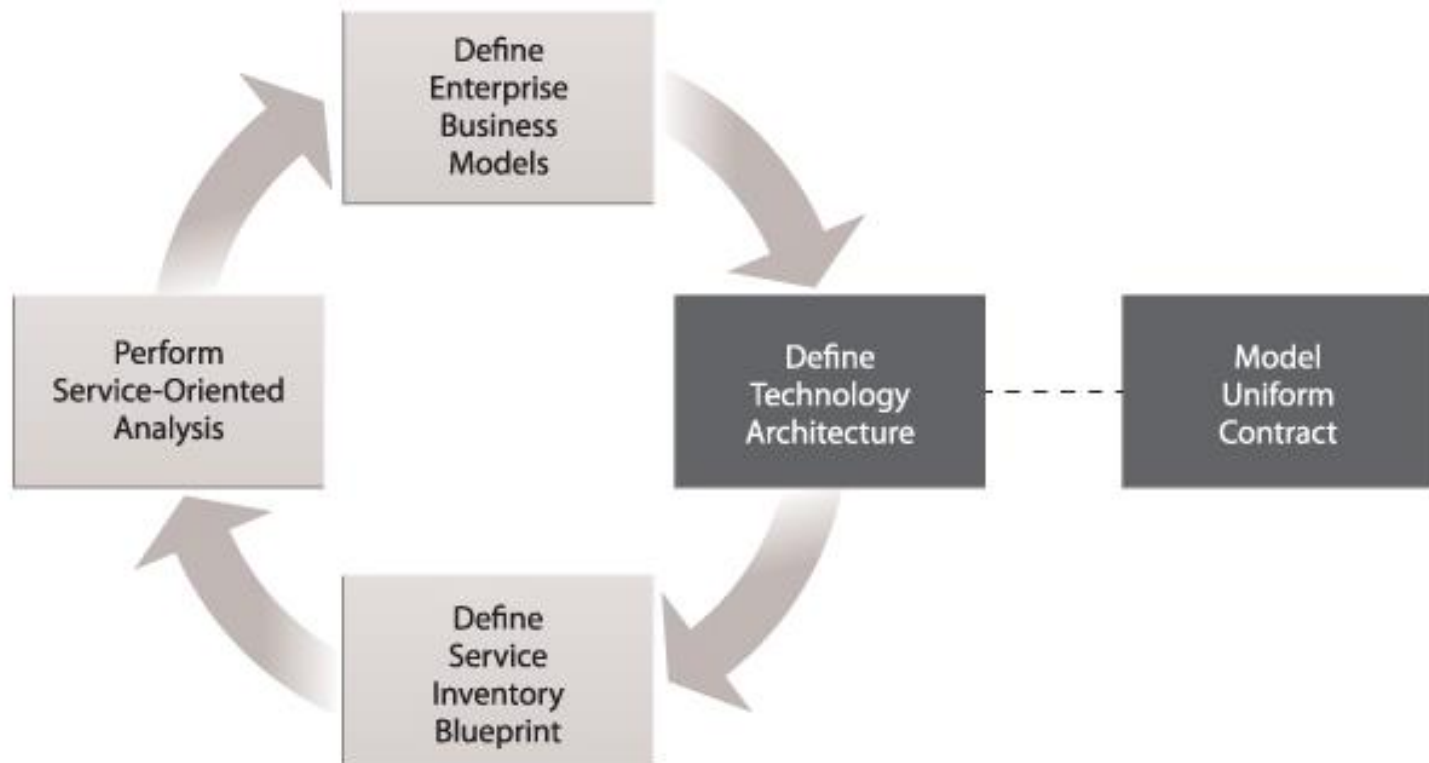 Define
Enterprise
Business
Models
Perform
Service-Oriented
Analysis
Define
Technology
Architecture
Model
Uniform
Contract
Define
Service
Inventory
Blueprint